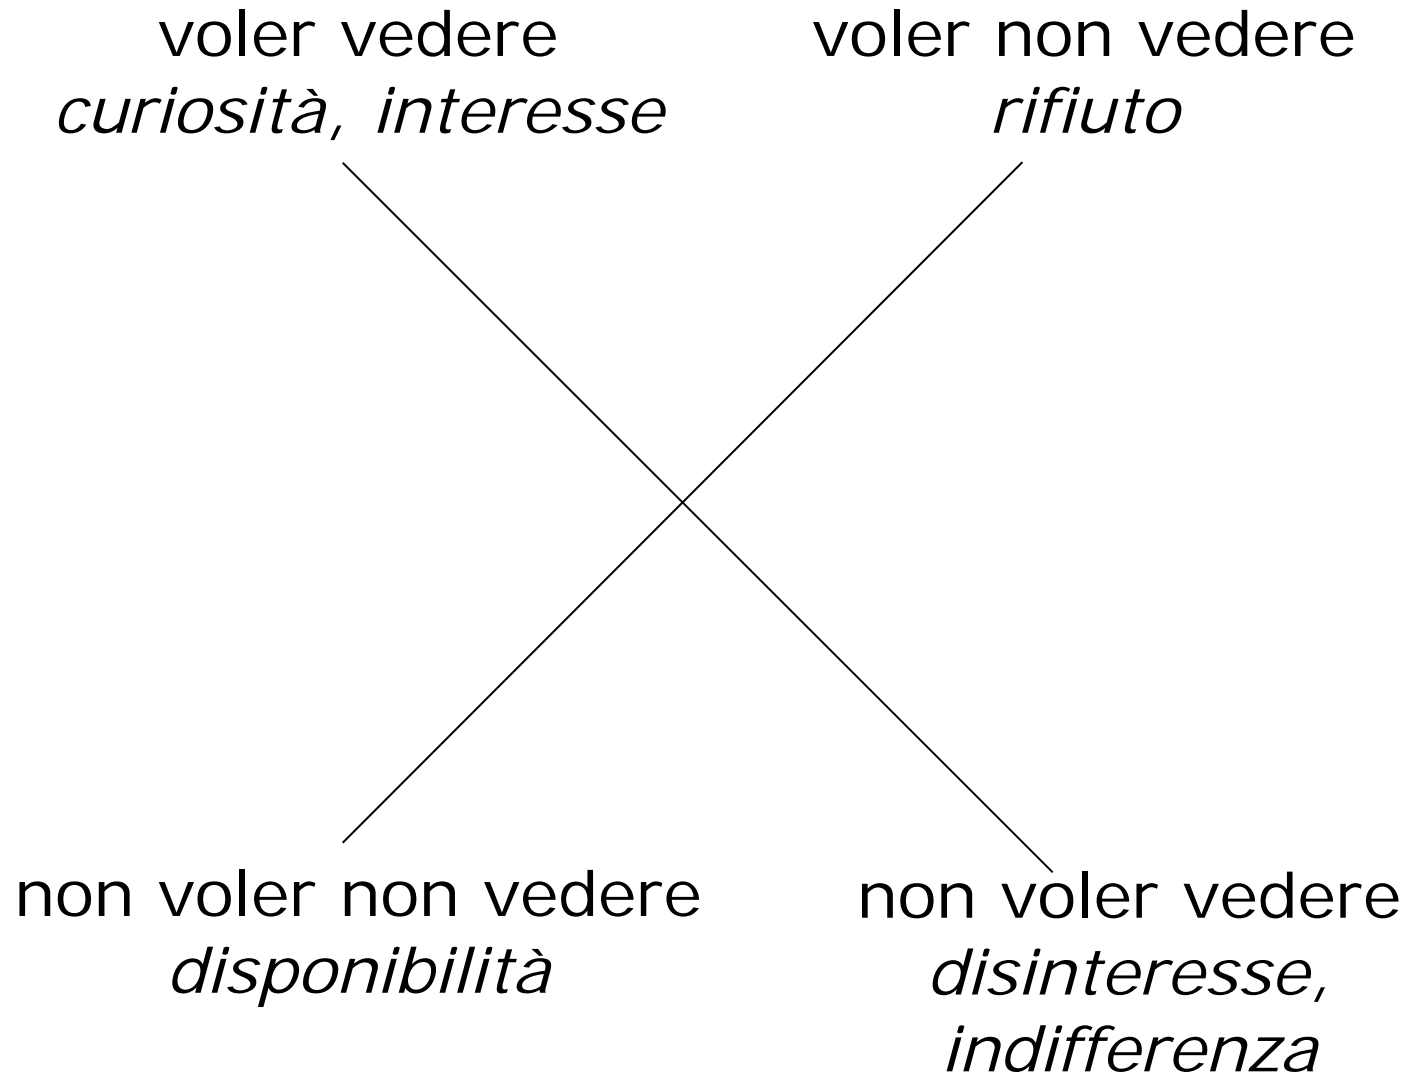 voler vedere
curiosità, interesse
voler non vedere
rifiuto
non voler non vedere
disponibilità
non voler vedere
disinteresse,
indifferenza